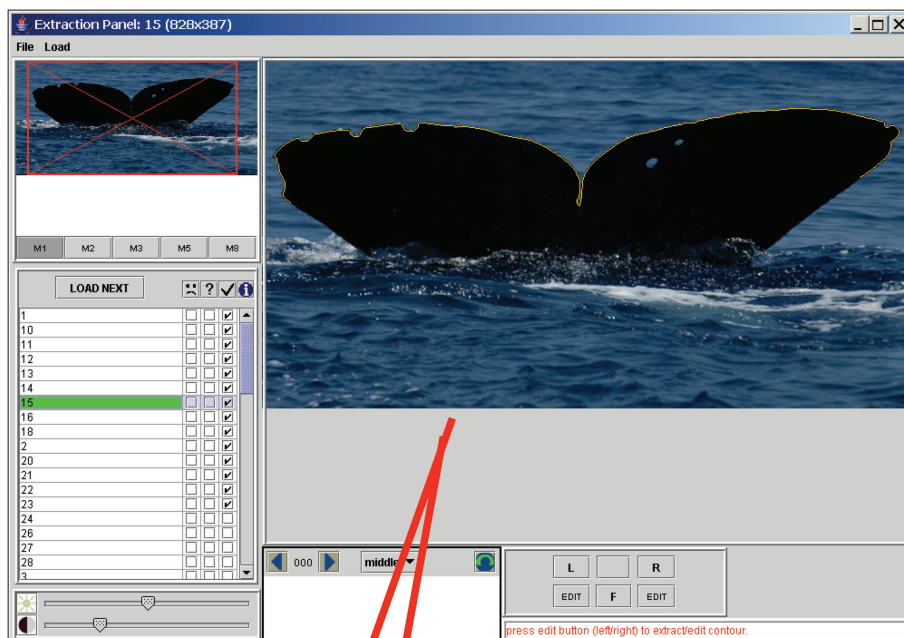 Extraction Panel: 15 (828x387)
File Load
M1 M2 M3 M5 M8
LOAD NEXT ? i
1
10
11
12
13
14
15
16
18
2
20
21
22
23
24
26
27
28
3
000 middle
L R
EDIT F EDIT
press edit button (left/right) to extract/edit contour.